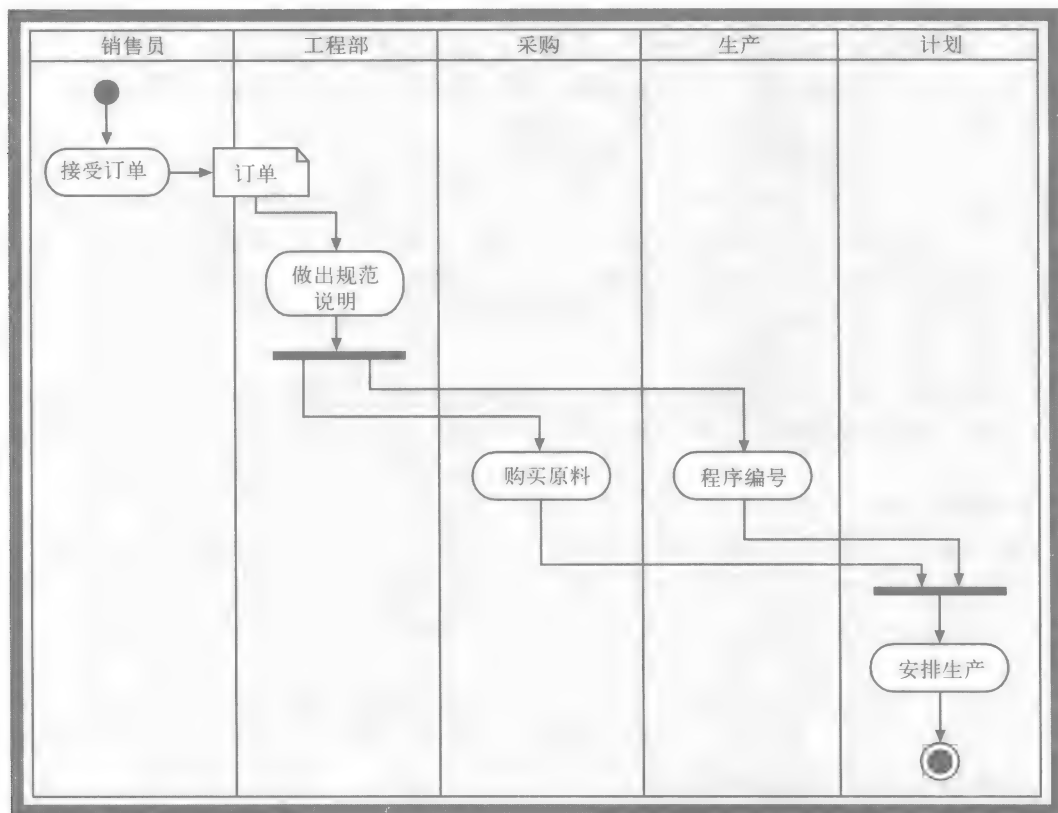 销售员
工程部
采购
生产
计划
接受订单
订单
做出规范
说明
购买原料
程序编号
安排生产